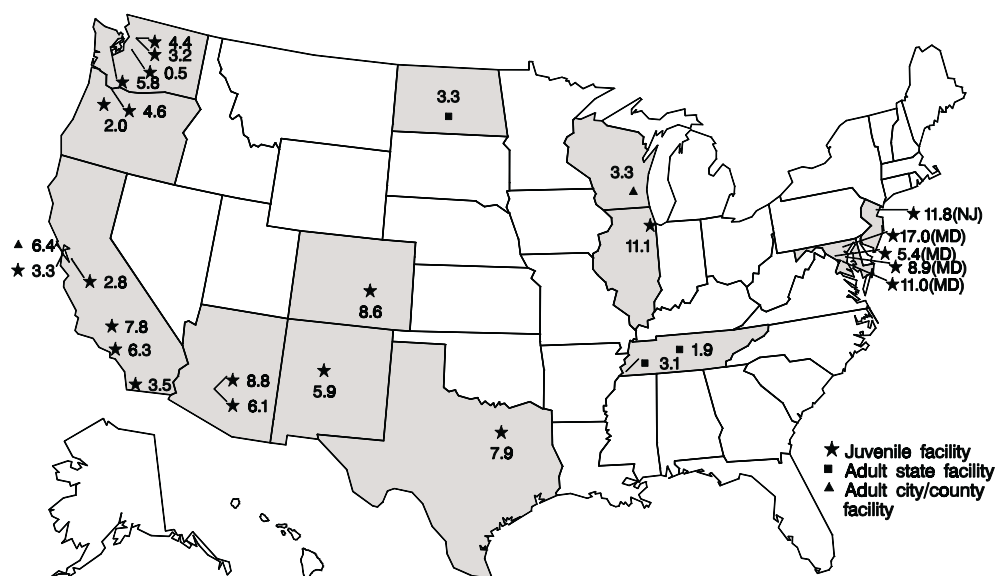 4.4
3.2
0.5
5.8
4.6
2.0
3.3
3.3
11.1
11.8(NJ)
17.0(MD)
5.4(MD)
8.9(MD)
11.0(MD)
6.4
3.3
2.8
7.8
6.3
3.5
8.6
8.8
6.1
5.9
1.9
3.1
7.9
Juvenile facility
Adult state facility
Adult city/county
facility